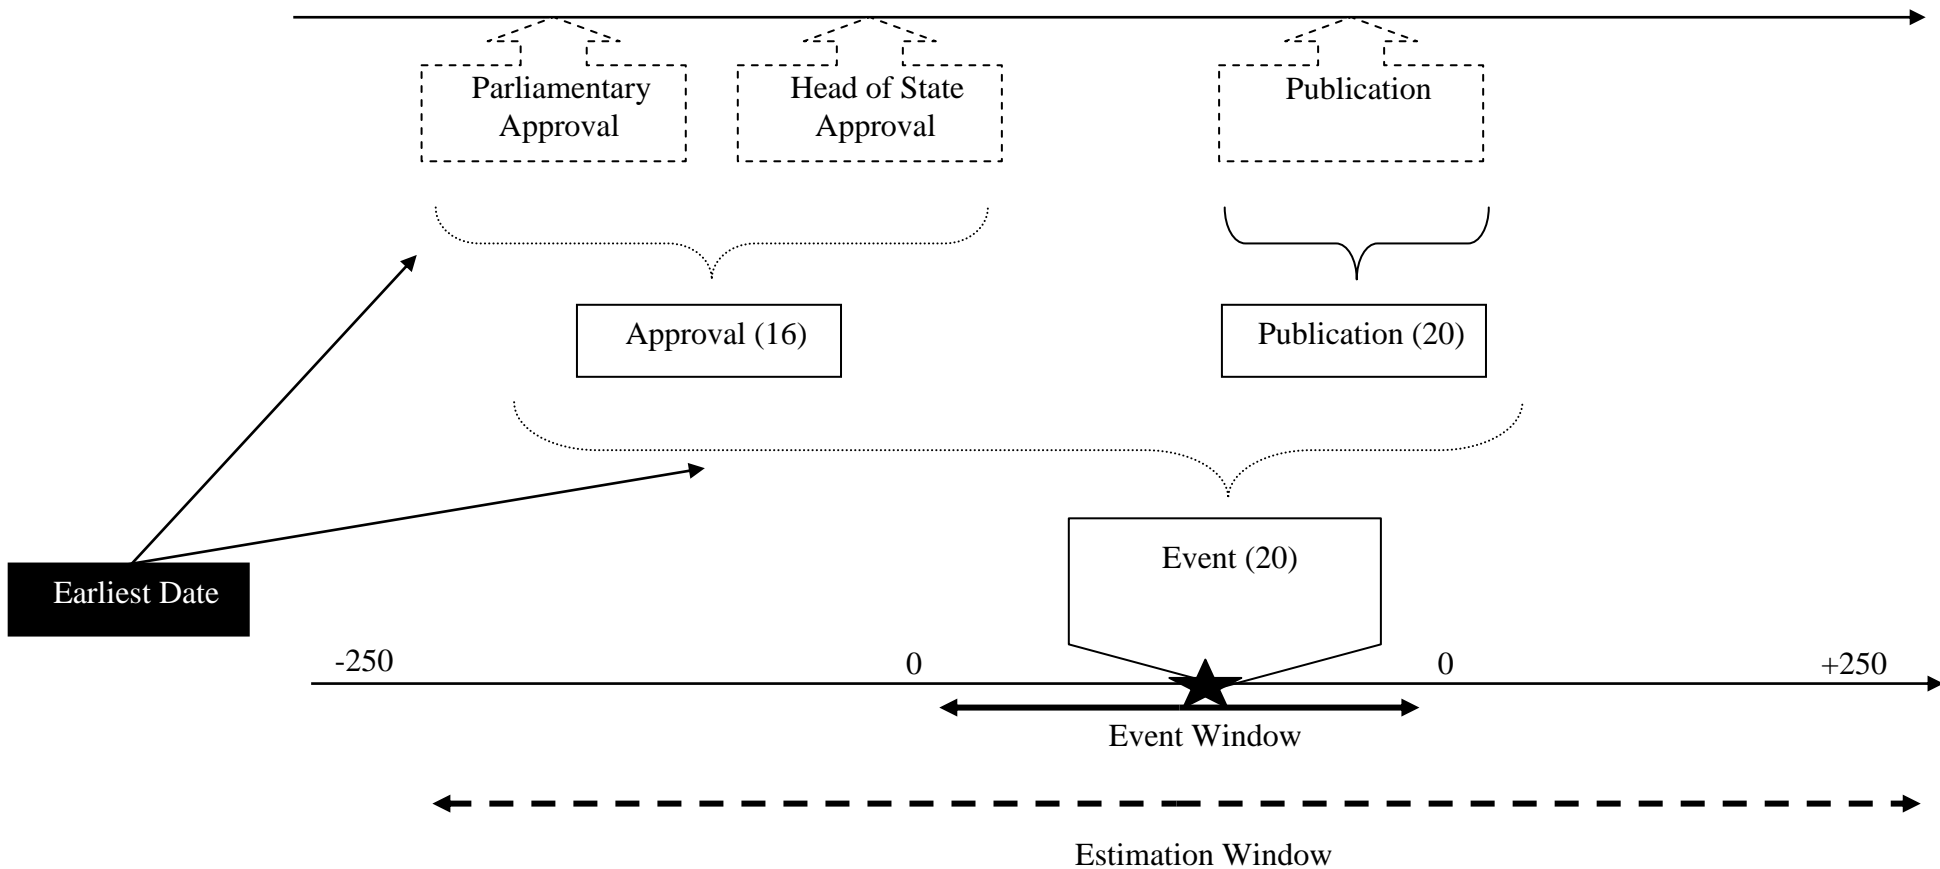 Parliamentary
Approval
Head of State
Approval
Publication
Approval (16)
Publication (20)
Event (20)
Earliest Date
-250
0
0
+250
Event Window
Estimation Window